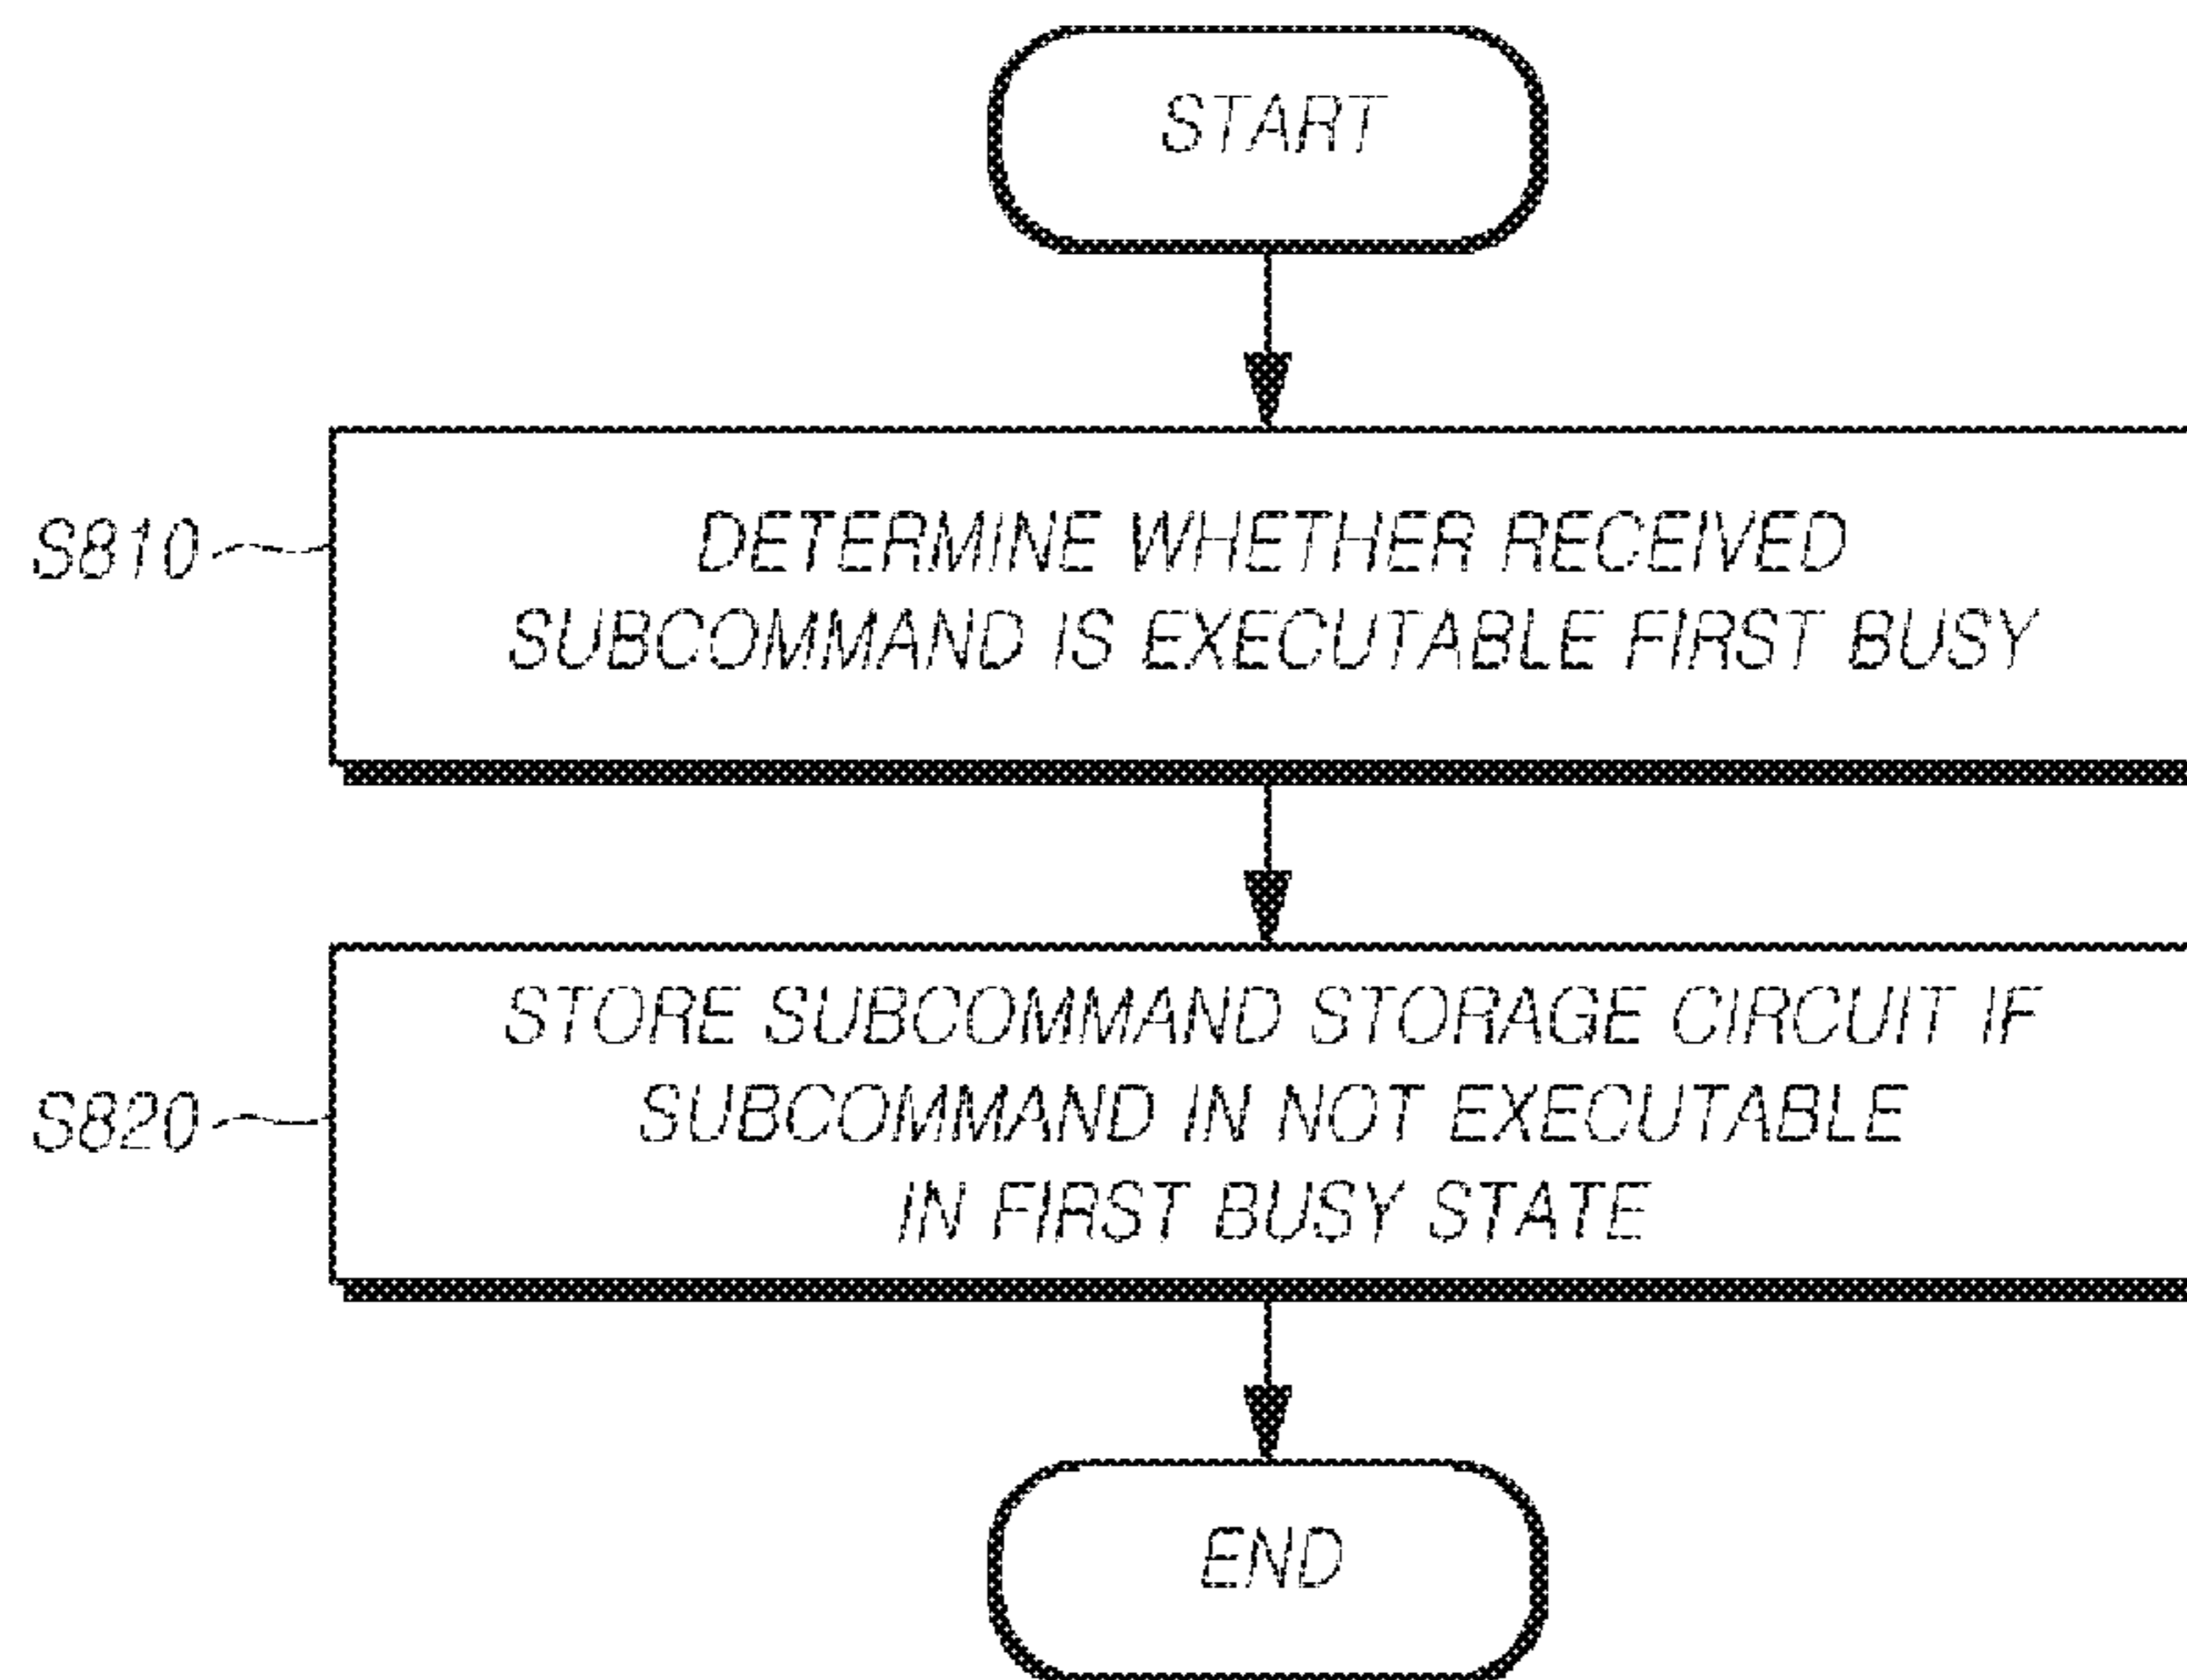 START
S810
DETERMINE WHETHER RECEIVED
SUBCOMMAND IS EXECUTABLE FIRST BUSY
STORE SUBCOMMAND STORAGE CIRCUIT IF
S820
SUBCOMMAND IN NOT EXECUTABLE
IN FIRST BUSY STATE
END